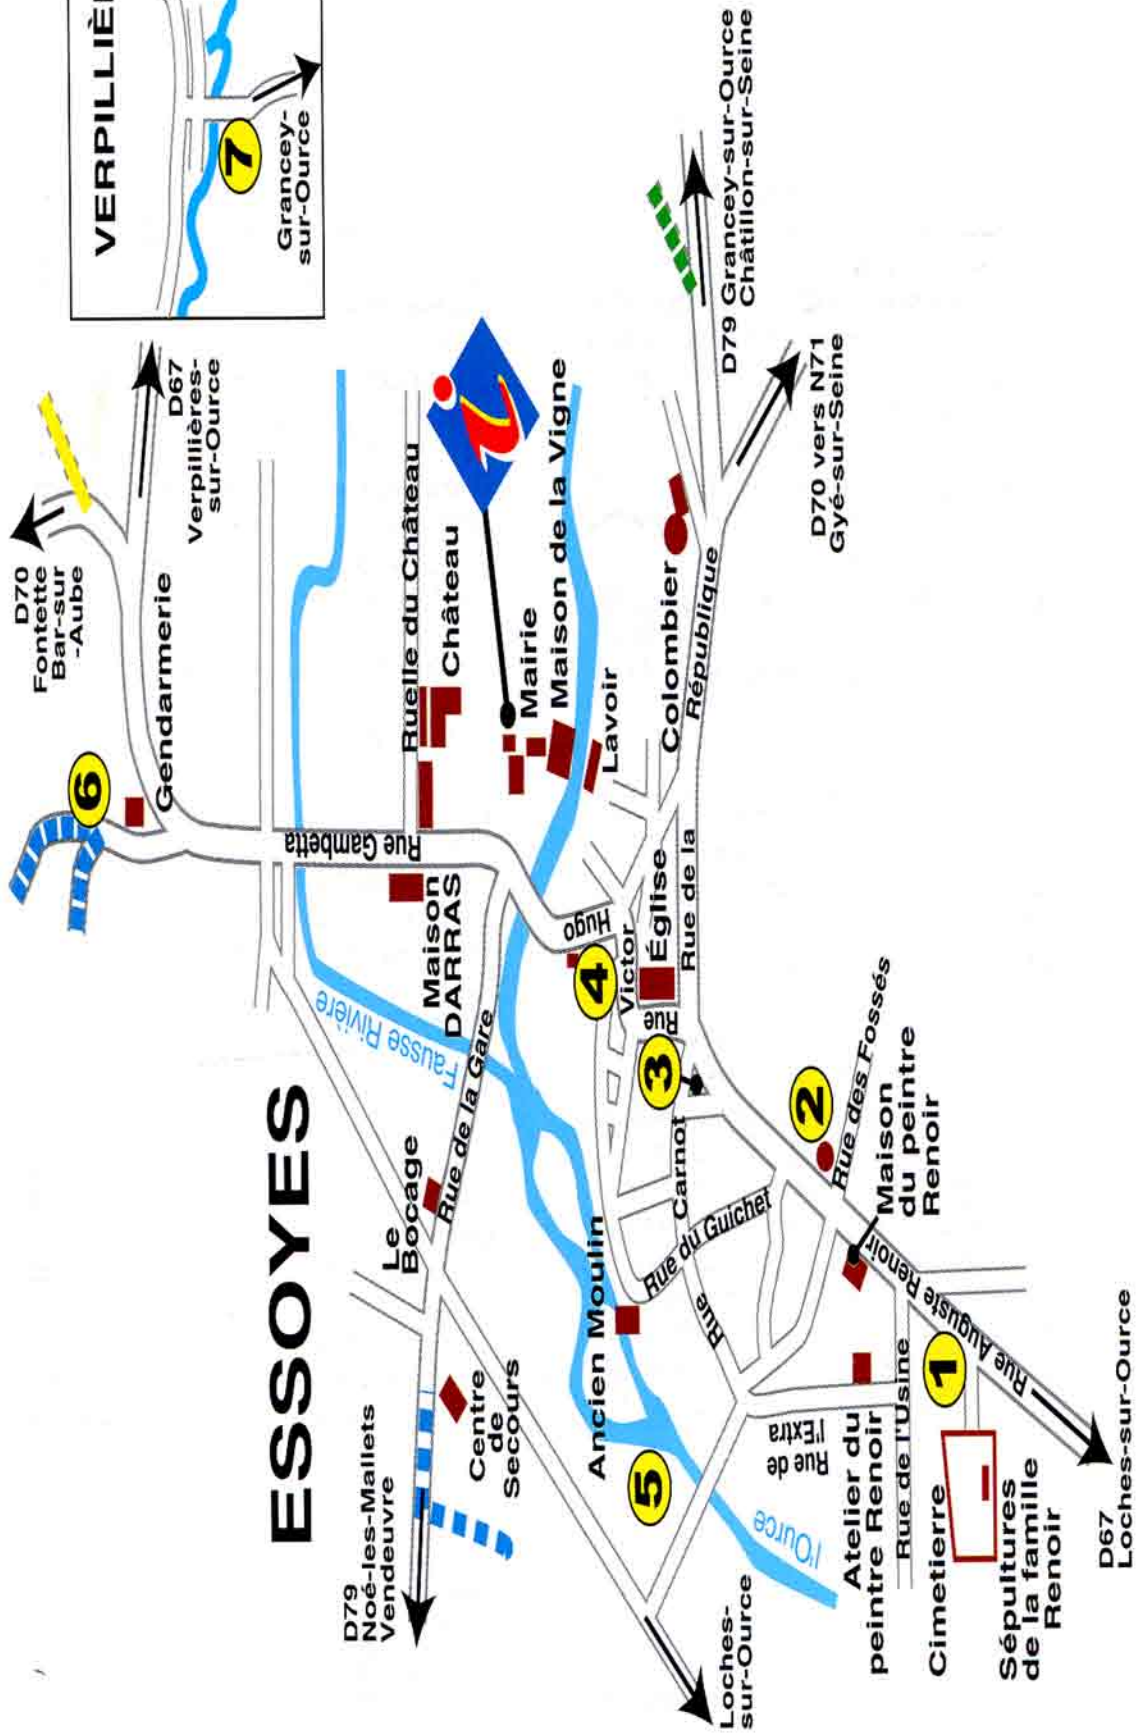 ESSOYES
D79
Noé-les-Mallets
Vendeuvre
Loches-
sur-Ource
Centre
de
Secours
Le
Bocage
Rue de la Gare
Fausse Rivière
Maison
DARRAS
Rue Gambetta
6
Gendarmerie
D70
Fontette
Bar-sur
-Aube
D67
Verpillières-
sur-Ource
VERPILLIÈR
7
Grancey-
sur-Ource
Ruelle du Château
Château
i
Mairie
Maison de la Vigne
Lavoir
Colombier
République
Rue de la
D79 Grancey-sur-Ource
Châtillon-sur-Seine
D70 vers N71
Gyé-sur-Seine
Église
Hugo
Victor
Rue
4
3
2
Rue des Fossés
Maison
du peintre
Renoir
Carnot
Rue
Rue du Guichet
Ancien Moulin
5
l'Ource
Rue de
l'Extra
Atelier du
peintre Renoir
Rue de l'Usine
Rue Auguste Renoir
1
Cimetierre
Sépultures
de la famille
Renoir
D67
Loches-sur-Ource